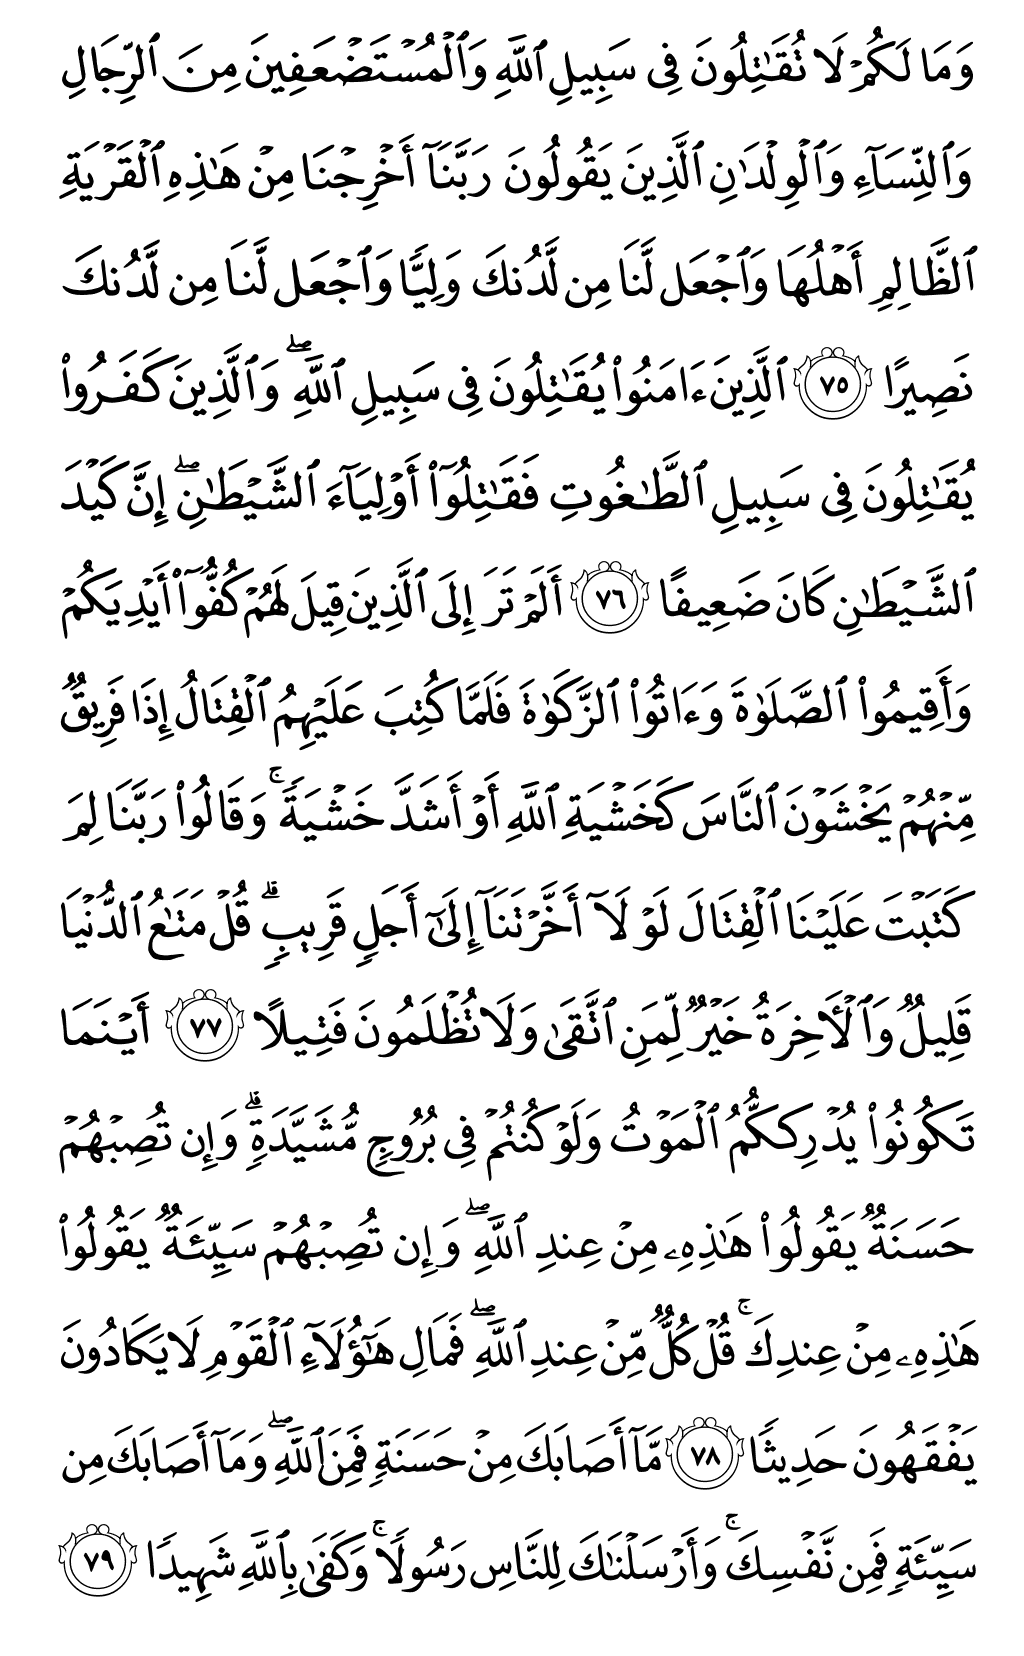 وَمَا لَكُمۡ لَا تُقَٰتِلُونَ فِي سَبِيلِ ٱللَّهِ وَٱلۡمُسۡتَضۡعَفِينَ مِنَ ٱلرِّجَالِ
وَٱلنِّسَآءِ وَٱلۡوِلۡدَٰنِ ٱلَّذِينَ يَقُولُونَ رَبَّنَآ أَخۡرِجۡنَا مِنۡ هَٰذِهِ ٱلۡقَرۡيَةِ
ٱلظَّالِمِ أَهۡلُهَا وَٱجۡعَل لَّنَا مِن لَّدُنكَ وَلِيّٗا وَٱجۡعَل لَّنَا مِن لَّدُنكَ
نَصِيرًا ٧٥ ٱلَّذِينَ ءَامَنُواْ يُقَٰتِلُونَ فِي سَبِيلِ ٱللَّهِۖ وَٱلَّذِينَ كَفَرُواْ
يُقَٰتِلُونَ فِي سَبِيلِ ٱلطَّٰغُوتِ فَقَٰتِلُوٓاْ أَوۡلِيَآءَ ٱلشَّيۡطَٰنِۖ إِنَّ كَيۡدَ
ٱلشَّيۡطَٰنِ كَانَ ضَعِيفًا ٧٦ أَلَمۡ تَرَ إِلَى ٱلَّذِينَ قِيلَ لَهُمۡ كُفُّوٓاْ أَيۡدِيَكُمۡ
وَأَقِيمُواْ ٱلصَّلَوٰةَ وَءَاتُواْ ٱلزَّكَوٰةَ فَلَمَّا كُتِبَ عَلَيۡهِمُ ٱلۡقِتَالُ إِذَا فَرِيقٞ
مِّنۡهُمۡ يَخۡشَوۡنَ ٱلنَّاسَ كَخَشۡيَةِ ٱللَّهِ أَوۡ أَشَدَّ خَشۡيَةٗۚ وَقَالُواْ رَبَّنَا لِمَ
كَتَبۡتَ عَلَيۡنَا ٱلۡقِتَالَ لَوۡلَآ أَخَّرۡتَنَآ إِلَىٰٓ أَجَلٖ قَرِيبٖۗ قُلۡ مَتَٰعُ ٱلدُّنۡيَا
قَلِيلٞ وَٱلۡأٓخِرَةُ خَيۡرٞ لِّمَنِ ٱتَّقَىٰ وَلَا تُظۡلَمُونَ فَتِيلًا ٧٧ أَيۡنَمَا
تَكُونُواْ يُدۡرِككُّمُ ٱلۡمَوۡتُ وَلَوۡ كُنتُمۡ فِي بُرُوجٖ مُّشَيَّدَةٖۗ وَإِن تُصِبۡهُمۡ
حَسَنَةٞ يَقُولُواْ هَٰذِهِۦ مِنۡ عِندِ ٱللَّهِۖ وَإِن تُصِبۡهُمۡ سَيِّئَةٞ يَقُولُواْ
هَٰذِهِۦ مِنۡ عِندِكَۚ قُلۡ كُلّٞ مِّنۡ عِندِ ٱللَّهِۖ فَمَالِ هَٰٓؤُلَآءِ ٱلۡقَوۡمِ لَا يَكَادُونَ
يَفۡقَهُونَ حَدِيثٗا ٧٨ مَّآ أَصَابَكَ مِنۡ حَسَنَةٖ فَمِنَ ٱللَّهِۖ وَمَآ أَصَابَكَ مِن
سَيِّئَةٖ فَمِن نَّفۡسِكَۚ وَأَرۡسَلۡنَٰكَ لِلنَّاسِ رَسُولٗاۚ وَكَفَىٰ بِٱللَّهِ شَهِيدٗا ٧٩